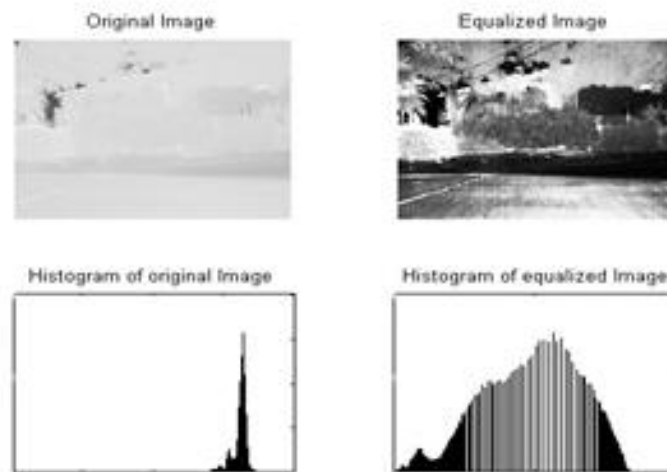 Original Image
Equalized Image
Histogram of original Image
Histogram of equalized Image